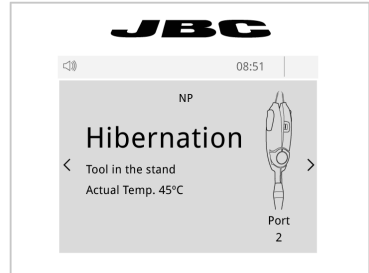 JBC
08:51
NP
Hibernation
Tool in the stand
Actual Temp. 45ºC
Port
2